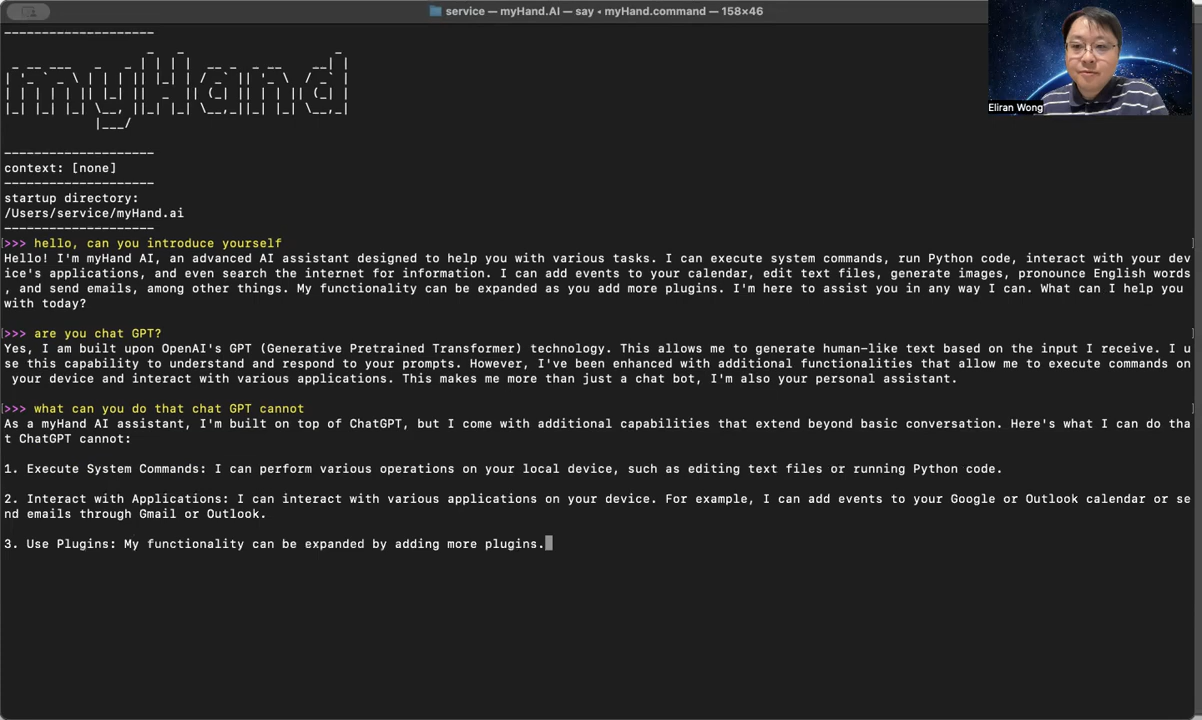 service — myHand.AI — say • myHand.command — 158×46
Eliran Wong
myHand
context: [none]
startup directory:
/Users/service/myHand.ai
[>>> hello, can you introduce yourself ]
Hello! I'm myHand AI, an advanced AI assistant designed to help you with various tasks. I can execute system commands, run Python code, interact with your dev
ice's applications, and even search the internet for information. I can add events to your calendar, edit text files, generate images, pronounce English words
, and send emails, among other things. My functionality can be expanded as you add more plugins. I'm here to assist you in any way I can. What can I help you
with today?
[>>> are you chat GPT? ]
Yes, I am built upon OpenAI's GPT (Generative Pretrained Transformer) technology. This allows me to generate human-like text based on the input I receive. I u
se this capability to understand and respond to your prompts. However, I've been enhanced with additional functionalities that allow me to execute commands on
your device and interact with various applications. This makes me more than just a chat bot, I'm also your personal assistant.
[>>> what can you do that chat GPT cannot ]
As a myHand AI assistant, I'm built on top of ChatGPT, but I come with additional capabilities that extend beyond basic conversation. Here's what I can do tha
t ChatGPT cannot:
1. Execute System Commands: I can perform various operations on your local device, such as editing text files or running Python code.
2. Interact with Applications: I can interact with various applications on your device. For example, I can add events to your Google or Outlook calendar or se
nd emails through Gmail or Outlook.
3. Use Plugins: My functionality can be expanded by adding more plugins.